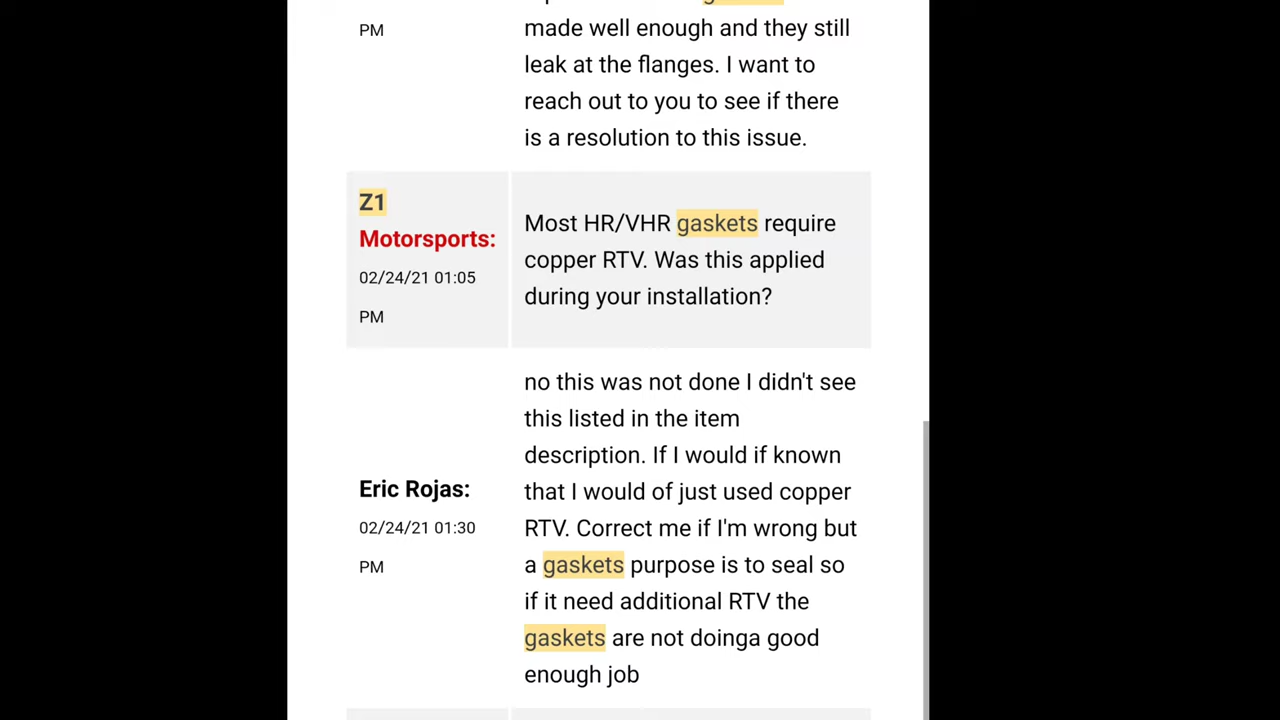 PM
made well enough and they still
leak at the flanges. I want to
reach out to you to see if there
is a resolution to this issue.
Z1
Motorsports:
02/24/21 01:05
PM
Most HR/VHR gaskets require
copper RTV. Was this applied
during your installation?
Eric Rojas:
02/24/21 01:30
PM
no this was not done I didn't see
this listed in the item
description. If I would if known
that I would of just used copper
RTV. Correct me if I'm wrong but
a gaskets purpose is to seal so
if it need additional RTV the
gaskets are not doinga good
enough job